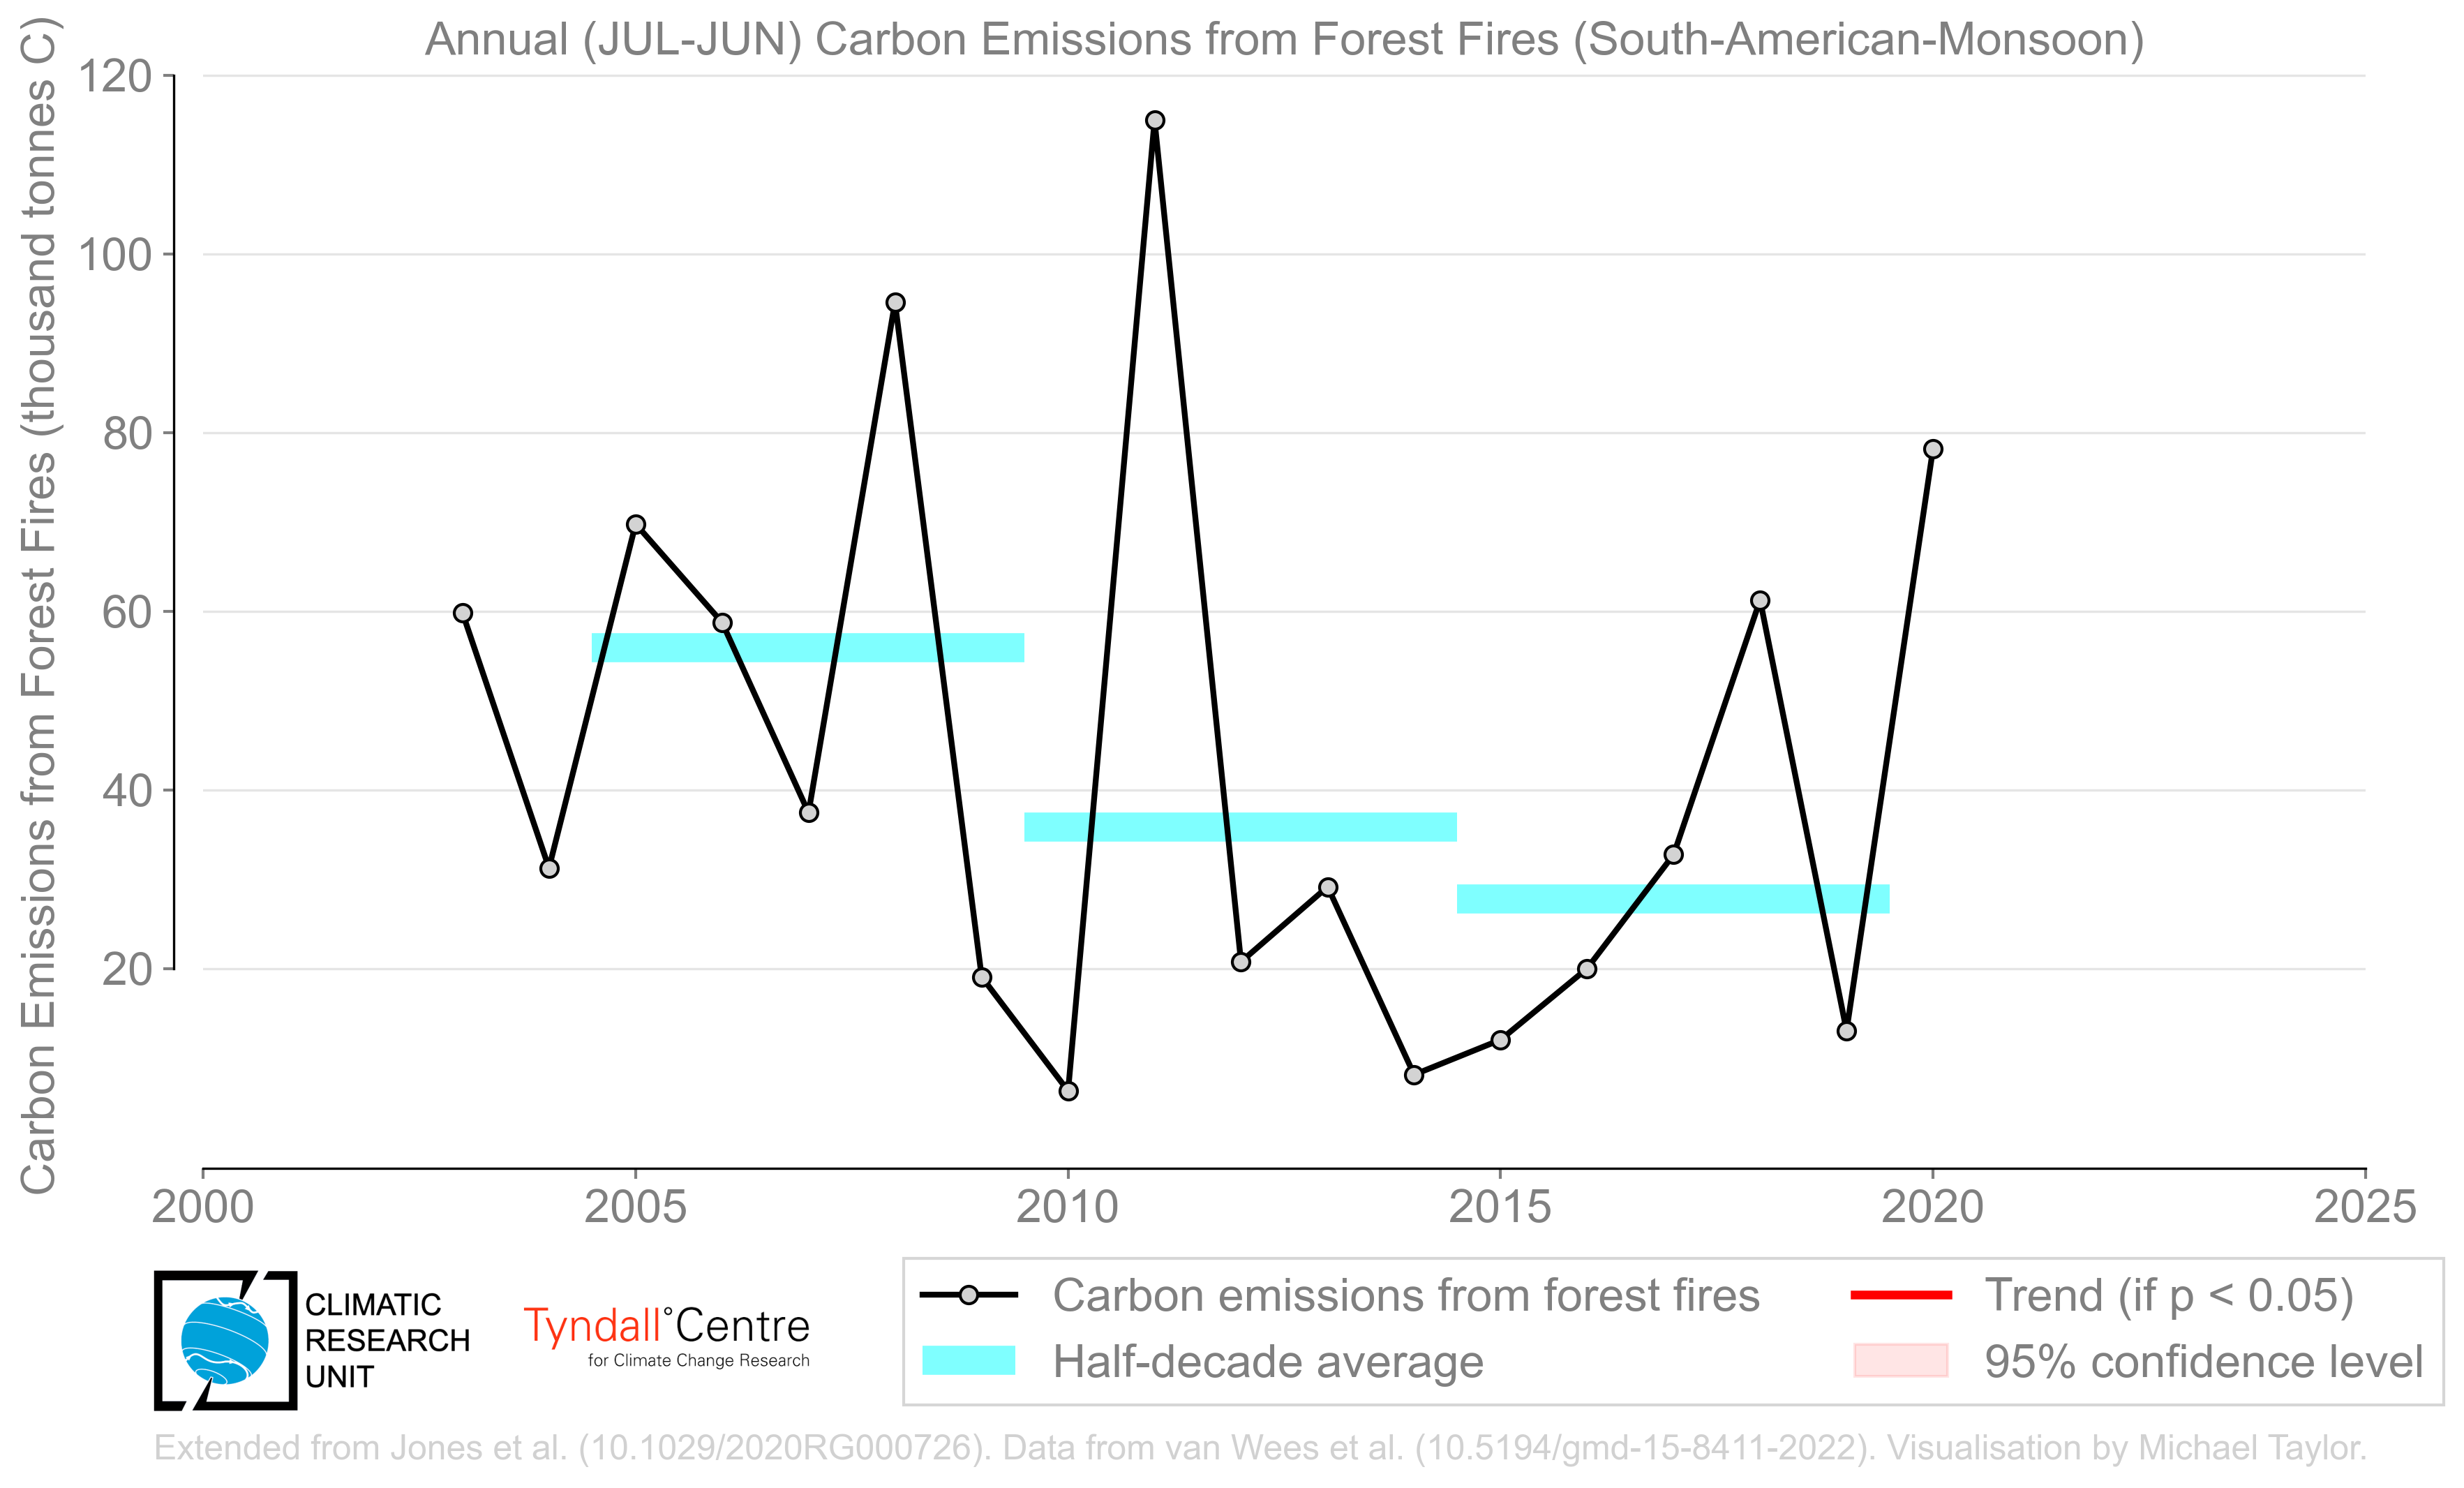 Annual (JUL-JUN) Carbon Emissions from Forest Fires (South-American-Monsoon)
Carbon Emissions from Forest Fires (thousand tonnes C)
120
100
80
60
40
20
2000 2005 2010 2015 2020 2025
CLIMATIC
RESEARCH
UNIT
Tyndall°Centre
for Climate Change Research
Carbon emissions from forest fires
Half-decade average
Trend (if p < 0.05)
95% confidence level
Extended from Jones et al. (10.1029/2020RG000726). Data from van Wees et al. (10.5194/gmd-15-8411-2022). Visualisation by Michael Taylor.